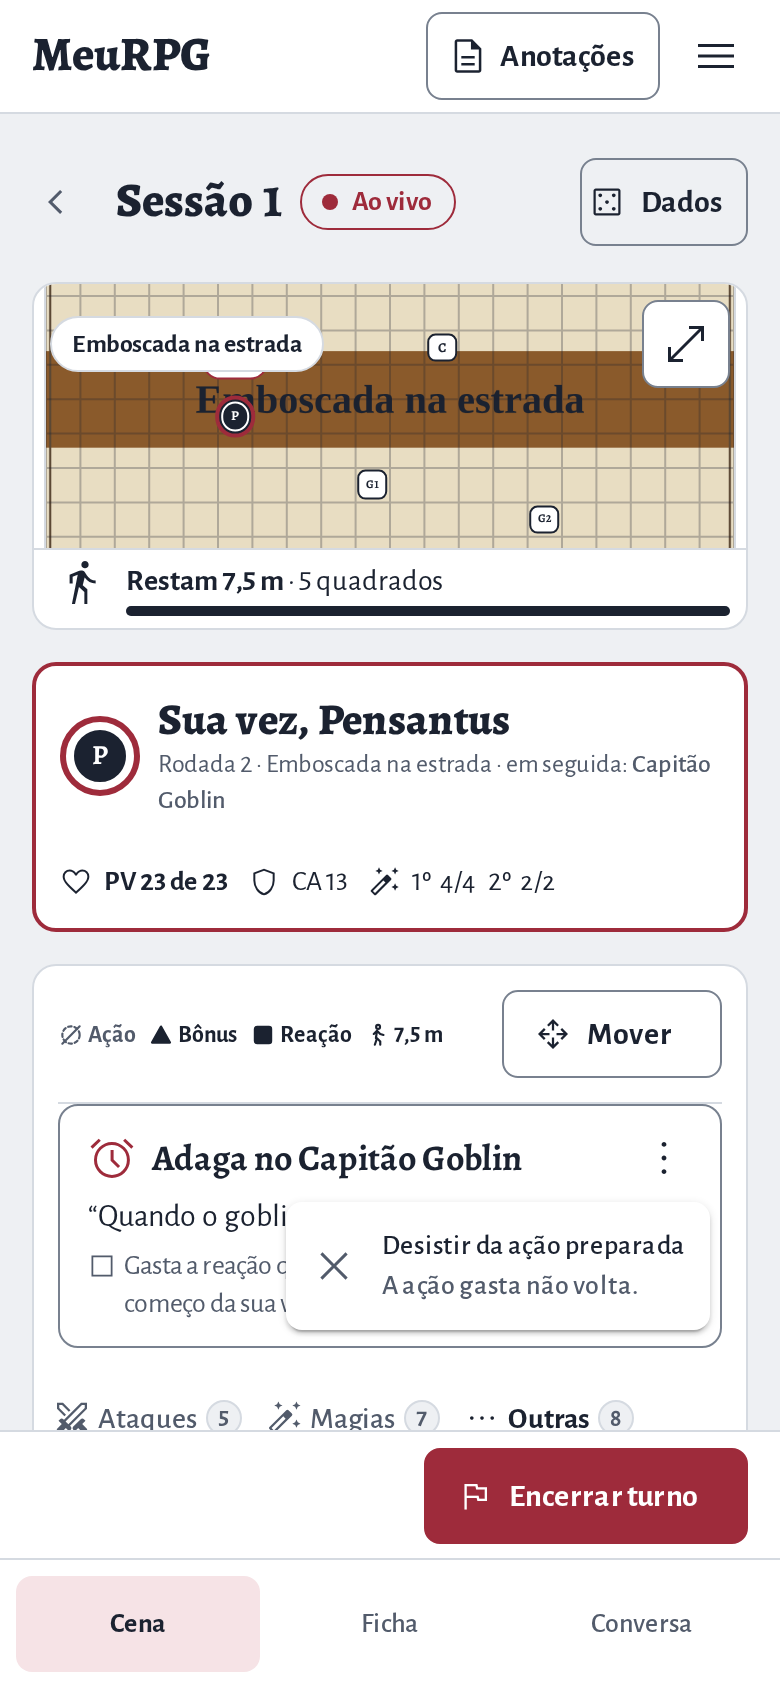 MeuRPG
Anotações
Sessão 1
Ao vivo
Dados
Emboscada na estrada
C
Emboscada na estrada
P
G1
G2
Restam 7,5 m · 5 quadrados
P
Sua vez, Pensantus
Rodada 2 · Emboscada na estrada · em seguida: Capitão
Goblin
PV 23 de 23
CA 13
1º 4/4 2º 2/2
Ação
Bônus
Reação
7,5 m
Mover
Adaga no Capitão Goblin
“Quando o gobli
Gasta a reação
começo da sua
Desistir da ação preparada
A ação gasta não volta.
Ataques 5
Magias 7
Outras 8
Encerrar turno
Cena
Ficha
Conversa